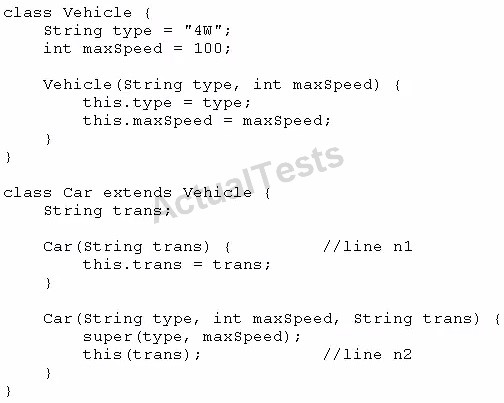 class Vehicle {
    String type = "4W";
    int maxSpeed = 100;

    Vehicle(String type, int maxSpeed) {
        this.type = type;
        this.maxSpeed = maxSpeed;
    }
}

class Car extends Vehicle {
    String trans;

    Car(String trans) {         //line n1
        this.trans = trans;
    }

    Car(String type, int maxSpeed, String trans) {
        super(type, maxSpeed);
        this(trans);            //line n2
    }
}
ActualTests